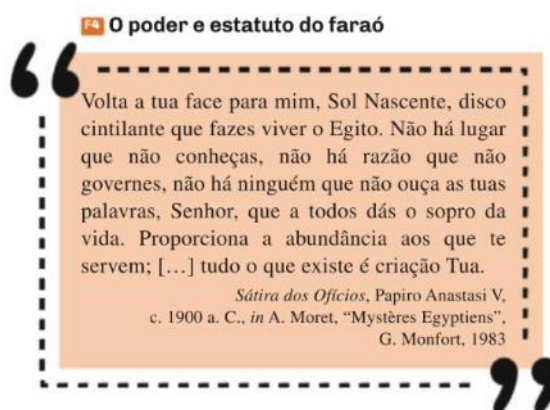 F4 O poder e estatuto do faraó
Volta a tua face para mim, Sol Nascente, disco
cintilante que fazes viver o Egito. Não há lugar
que não conheças, não há razão que não
governes, não há ninguém que não ouça as tuas
palavras, Senhor, que a todos dás o sopro da
vida. Proporciona a abundância aos que te
servem; […] tudo o que existe é criação Tua.
Sátira dos Ofícios, Papiro Anastasi V,
c. 1900 a. C., in A. Moret, “Mystères Egyptiens”,
G. Monfort, 1983